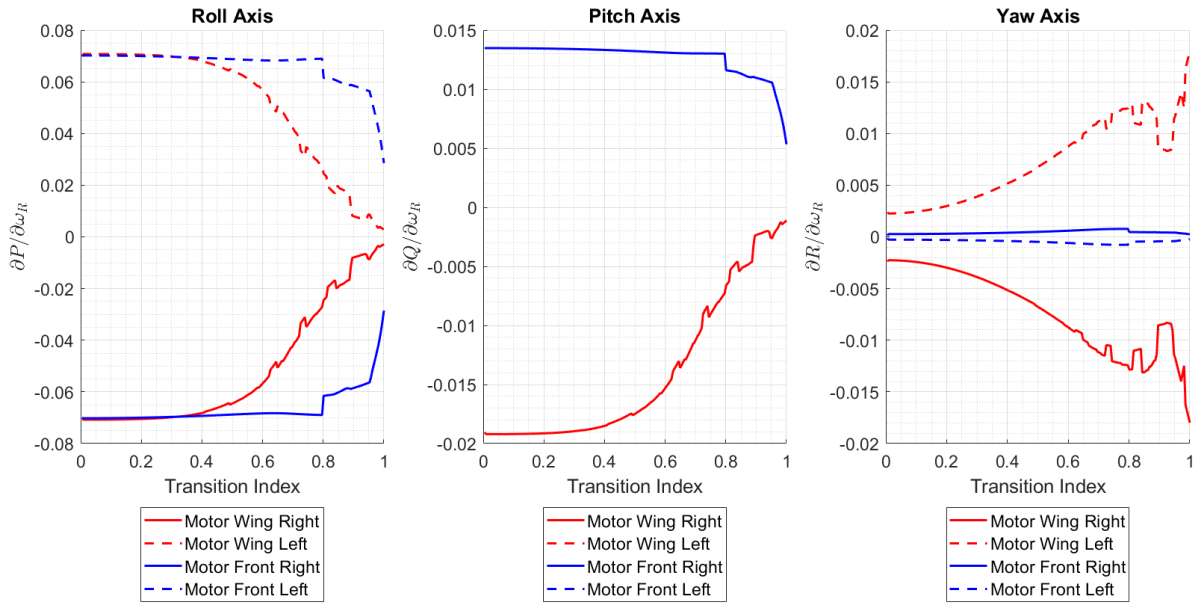 Roll Axis
0.08
0.06
0.04
0.02
0
-0.02
-0.04
-0.06
-0.08
∂P/∂ω_R
0 0.2 0.4 0.6 0.8 1
Transition Index
Motor Wing Right
Motor Wing Left
Motor Front Right
Motor Front Left
Pitch Axis
0.015
0.01
0.005
0
-0.005
-0.01
-0.015
-0.02
∂Q/∂ω_R
0 0.2 0.4 0.6 0.8 1
Transition Index
Motor Wing Right
Motor Wing Left
Motor Front Right
Motor Front Left
Yaw Axis
0.02
0.015
0.01
0.005
0
-0.005
-0.01
-0.015
-0.02
∂R/∂ω_R
0 0.2 0.4 0.6 0.8 1
Transition Index
Motor Wing Right
Motor Wing Left
Motor Front Right
Motor Front Left